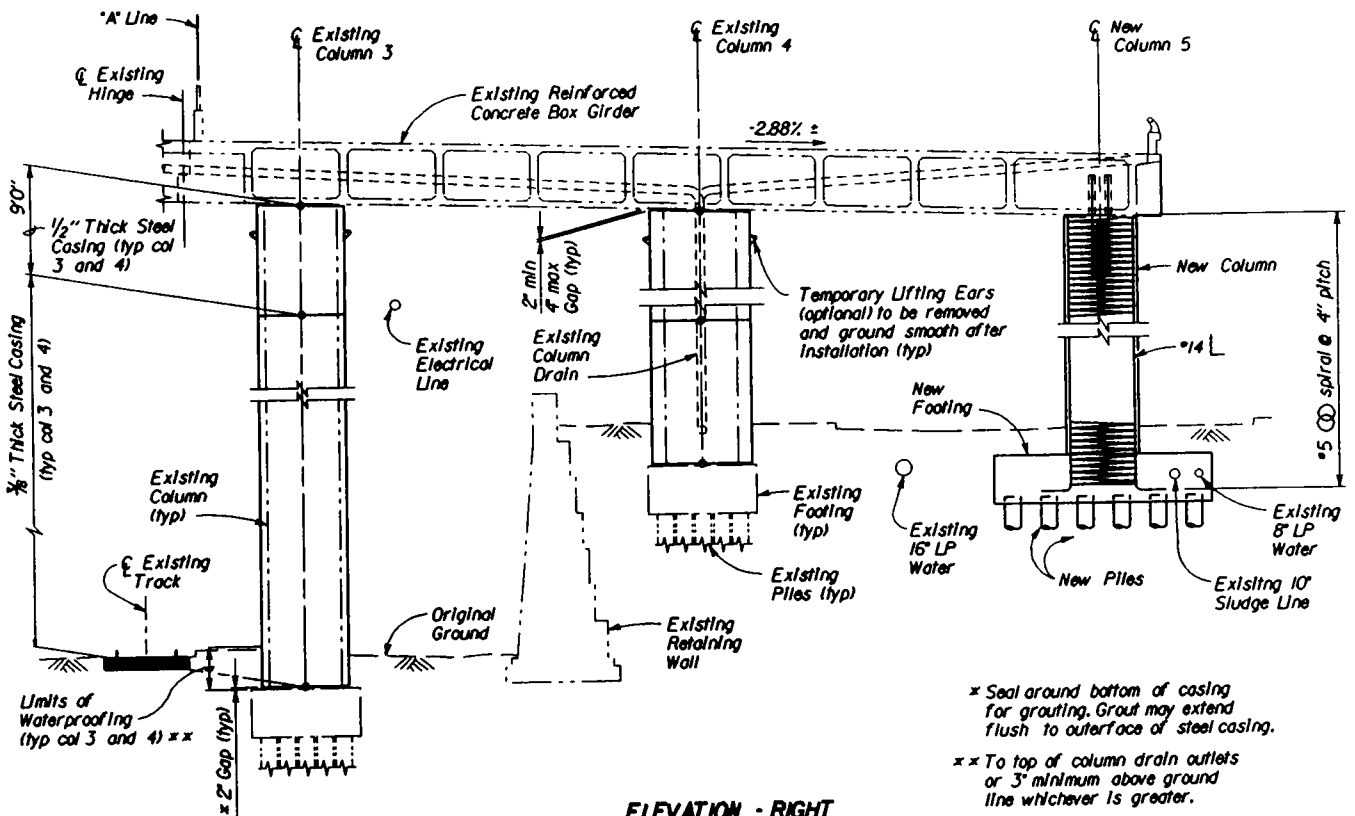 "A" Line
℄ Existing
Column 3
℄ Existing
Column 4
℄ New
Column 5
℄ Existing
Hinge
Existing Reinforced
Concrete Box Girder
-2.88% ±
9'0"
1/2" Thick Steel
Casing (typ col
3 and 4)
3/8" Thick Steel Casing
(typ col 3 and 4)
2" min
4" max
Gap (typ)
New Column
Temporary Lifting Ears
(optional) to be removed
and ground smooth after
installation (typ)
Existing
Electrical
Line
Existing
Column
Drain
#14
#5 spiral @ 4" pitch
New
Footing
Existing
Column
(typ)
Existing
Footing
(typ)
Existing
16" LP
Water
Existing
8" LP
Water
Existing
Piles (typ)
New Piles
Exisitng 10"
Sludge Line
℄ Existing
Track
Original
Ground
Existing
Retaining
Wall
Limits of
Waterproofing
(typ col 3 and 4) **
* 2" Gap (typ)
* Seal around bottom of casing
for grouting. Grout may extend
flush to outerface of steel casing.
** To top of column drain outlets
or 3" minimum above ground
line whichever is greater.
ELEVATION - RIGHT